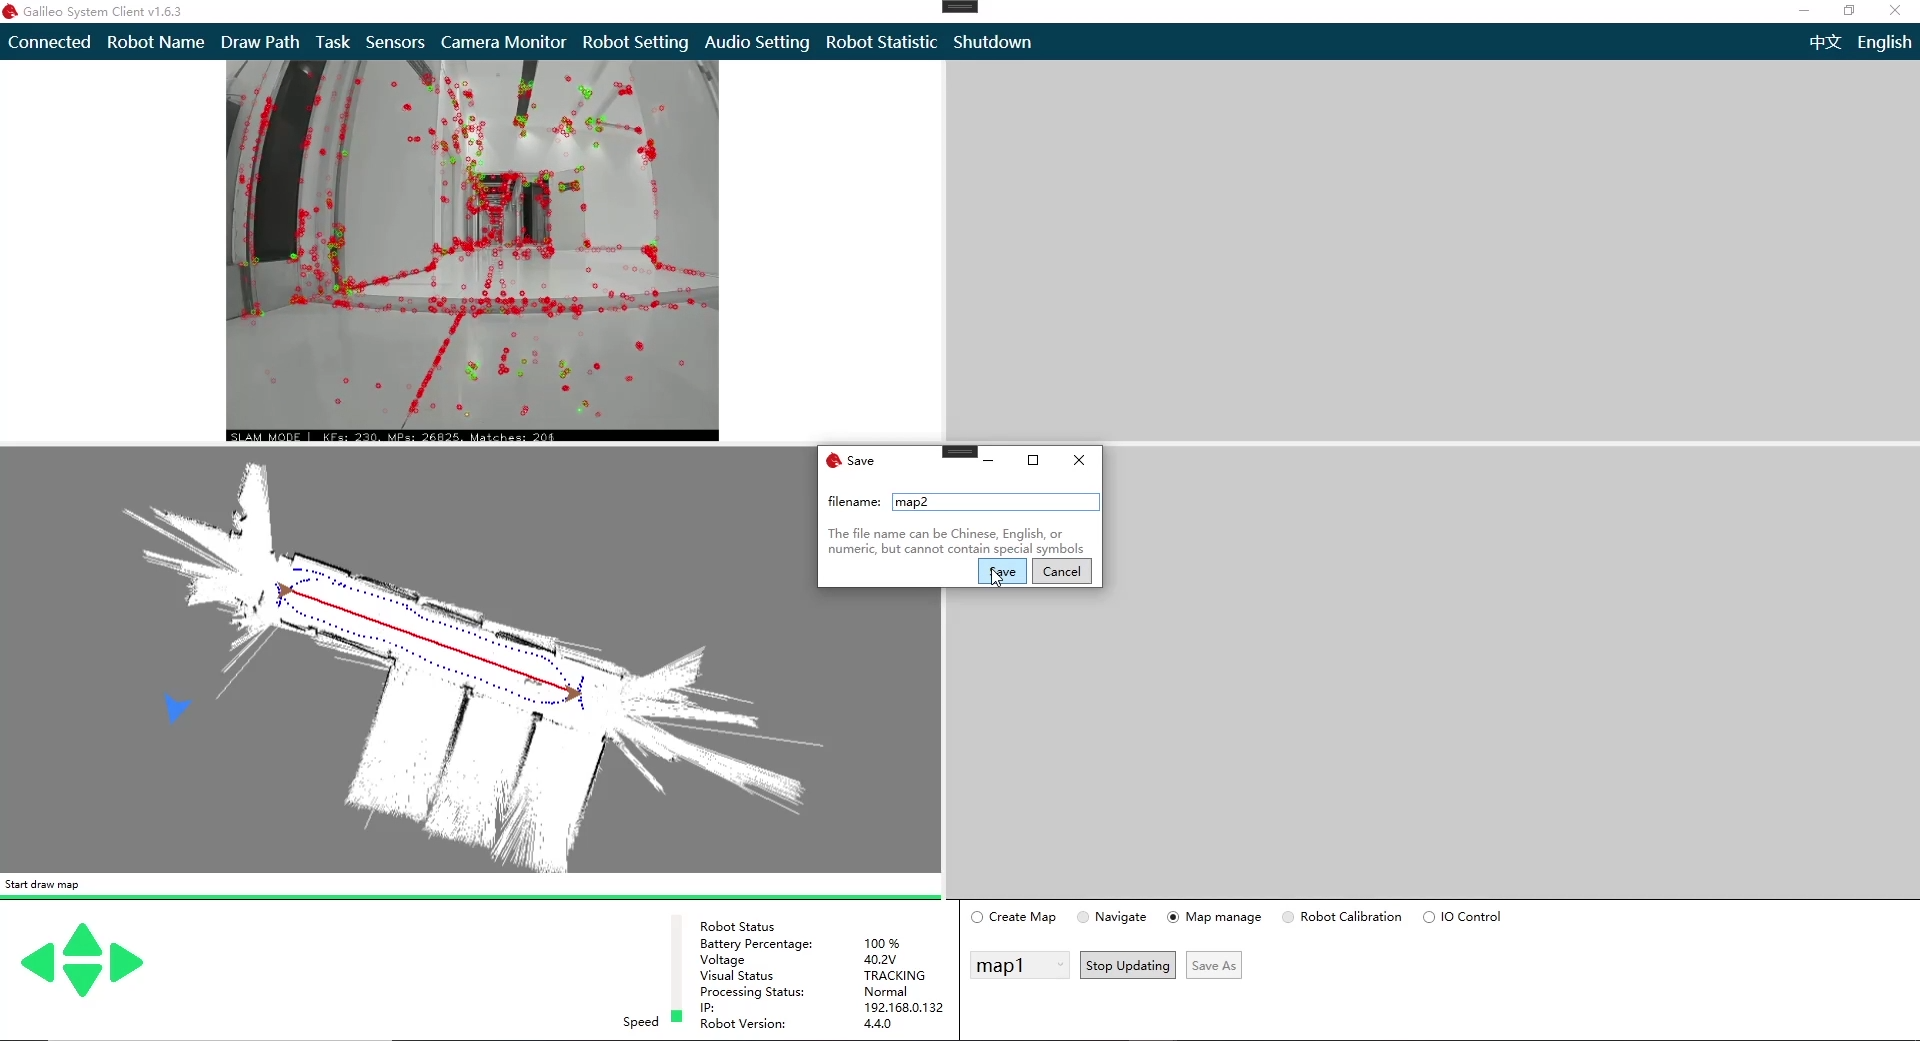 Galileo System Client v1.6.3
Connected Robot Name Draw Path Task Sensors Camera Monitor Robot Setting Audio Setting Robot Statistic Shutdown 中文 English
SLAM MODE | KFs: 230, MPs: 26825, Matches: 206
Save
filename: map2
The file name can be Chinese, English, or
numeric, but cannot contain special symbols
Save Cancel
Start draw map
Create Map Navigate Map manage Robot Calibration IO Control
map1 Stop Updating Save As
Robot Status
Battery Percentage: 100 %
Voltage 40.2V
Visual Status TRACKING
Processing Status: Normal
IP: 192.168.0.132
Speed
Robot Version: 4.4.0